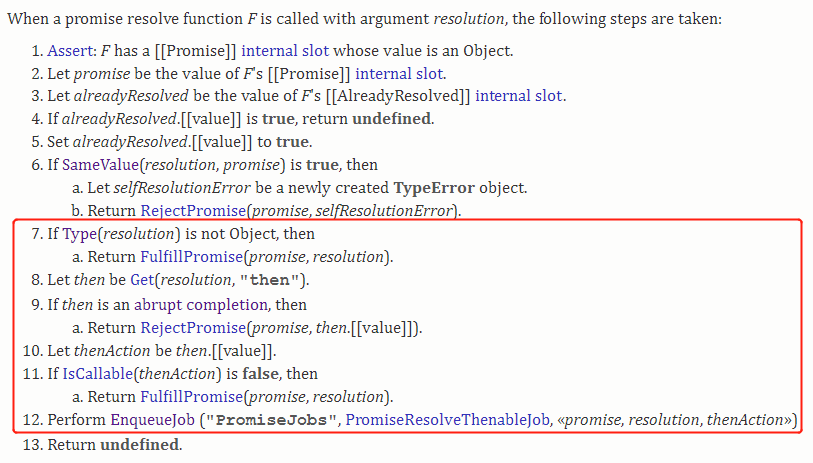 When a promise resolve function F is called with argument resolution, the following steps are taken:
1. Assert: F has a [[Promise]] internal slot whose value is an Object.
2. Let promise be the value of F's [[Promise]] internal slot.
3. Let alreadyResolved be the value of F's [[AlreadyResolved]] internal slot.
4. If alreadyResolved.[[value]] is true, return undefined.
5. Set alreadyResolved.[[value]] to true.
6. If SameValue(resolution, promise) is true, then
a. Let selfResolutionError be a newly created TypeError object.
b. Return RejectPromise(promise, selfResolutionError).
7. If Type(resolution) is not Object, then
a. Return FulfillPromise(promise, resolution).
8. Let then be Get(resolution, "then").
9. If then is an abrupt completion, then
a. Return RejectPromise(promise, then.[[value]]).
10. Let thenAction be then.[[value]].
11. If IsCallable(thenAction) is false, then
a. Return FulfillPromise(promise, resolution).
12. Perform EnqueueJob ("PromiseJobs", PromiseResolveThenableJob, «promise, resolution, thenAction»)
13. Return undefined.